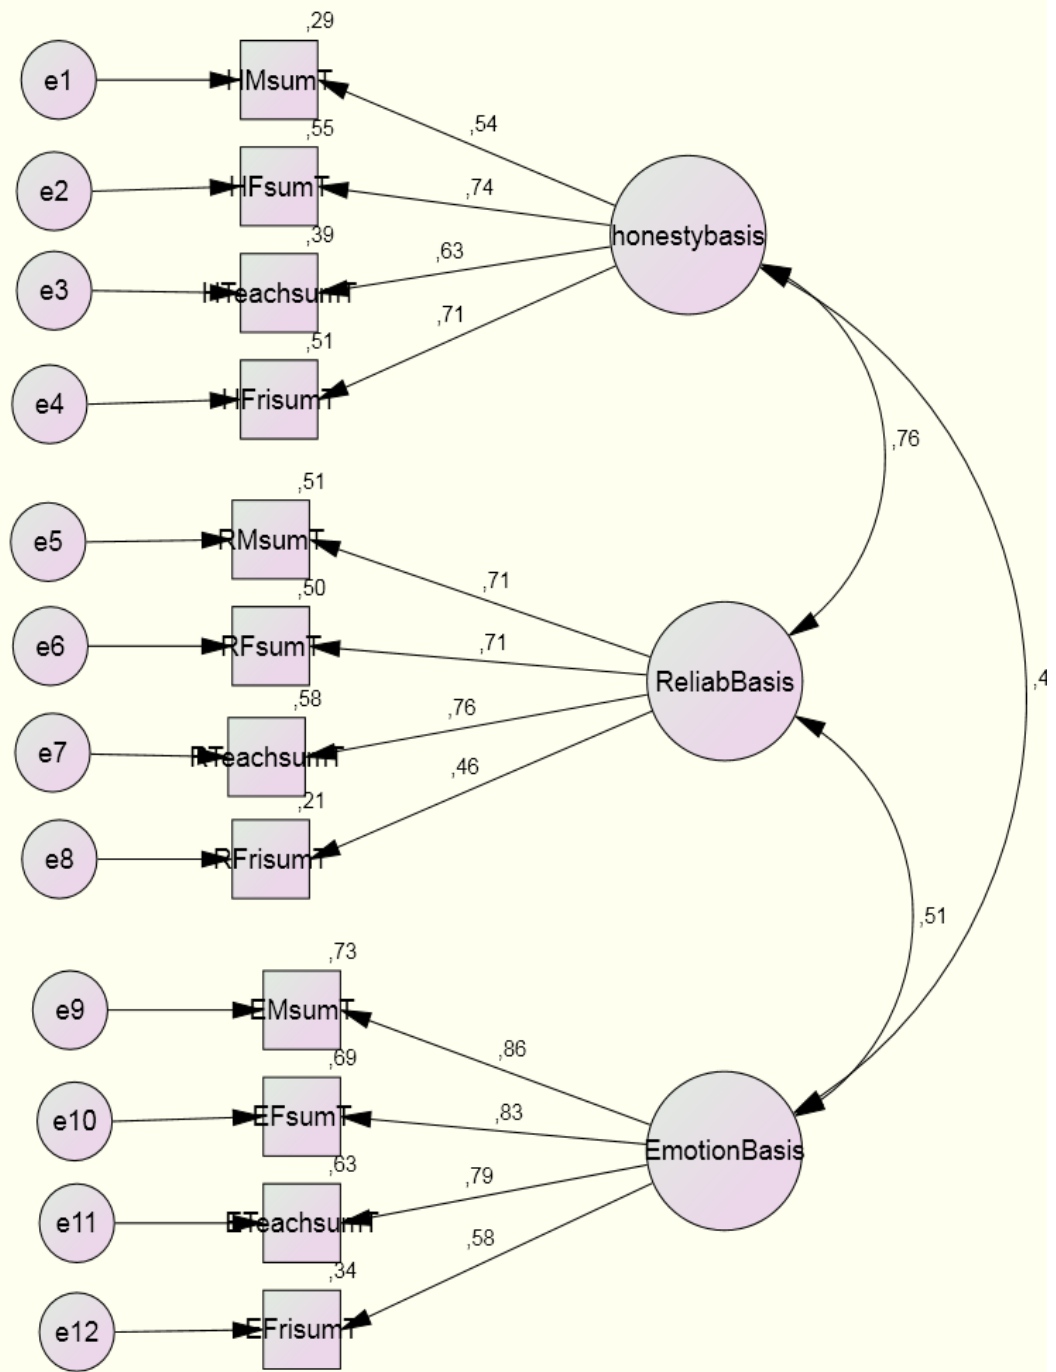 ,29
e1
HMsumT
,54
,55
e2
HFsumT
,74
honestybasis
,39
e3
HTeachsumT
,63
,51
e4
HFrisumT
,71
,76
,51
e5
RMsumT
,71
,50
e6
RFsumT
,71
ReliabBasis
,58
e7
RTeachsumT
,76
,21
e8
RFrisumT
,46
,51
,73
e9
EMsumT
,86
,69
e10
EFsumT
,83
EmotionBasis
,63
e11
ETeachsumT
,79
,34
e12
EFrisumT
,58